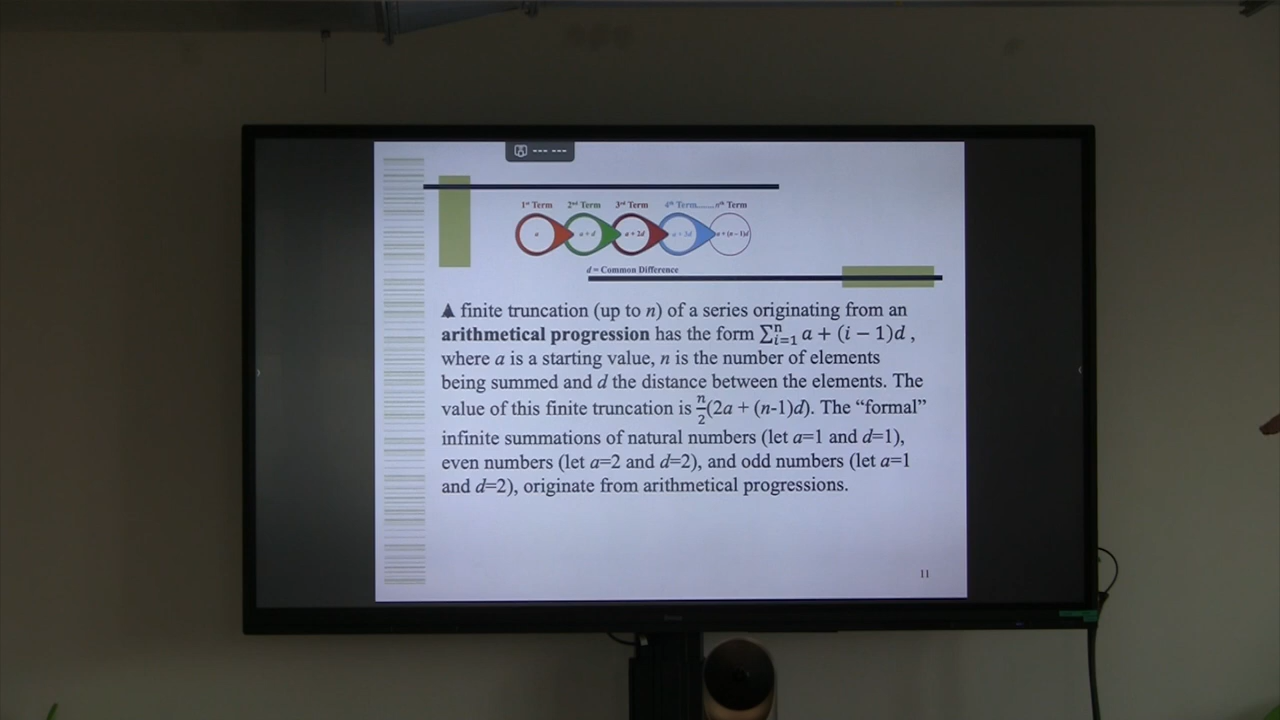 --- ---
1st Term 2nd Term 3rd Term 4th Term........nth Term
a a + d a + 2d a + 3d a + (n − 1)d
d = Common Difference
A finite truncation (up to n) of a series originating from an
arithmetical progression has the form ∑ⁿᵢ₌₁ a + (i − 1)d ,
where a is a starting value, n is the number of elements
being summed and d the distance between the elements. The
value of this finite truncation is n/2(2a + (n-1)d). The “formal”
infinite summations of natural numbers (let a=1 and d=1),
even numbers (let a=2 and d=2), and odd numbers (let a=1
and d=2), originate from arithmetical progressions.
11